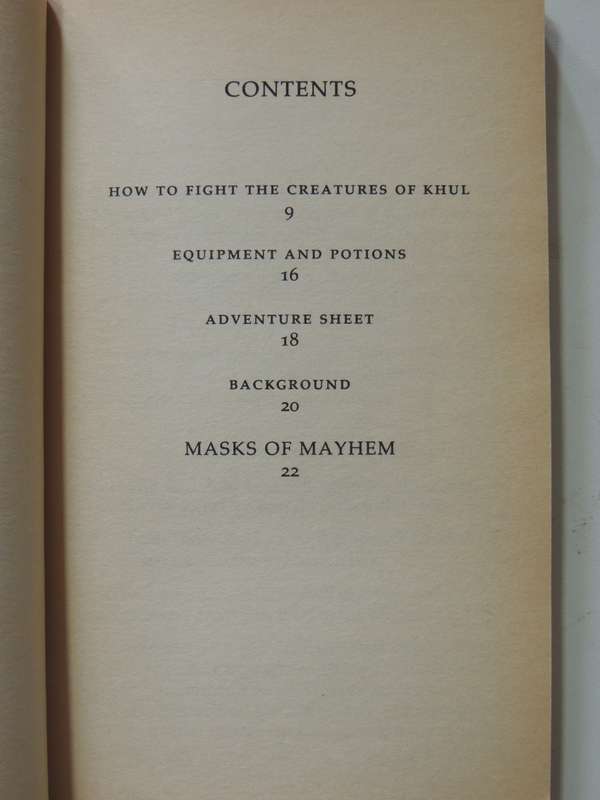 CONTENTS
HOW TO FIGHT THE CREATURES OF KHUL
9
EQUIPMENT AND POTIONS
16
ADVENTURE SHEET
18
BACKGROUND
20
MASKS OF MAYHEM
22